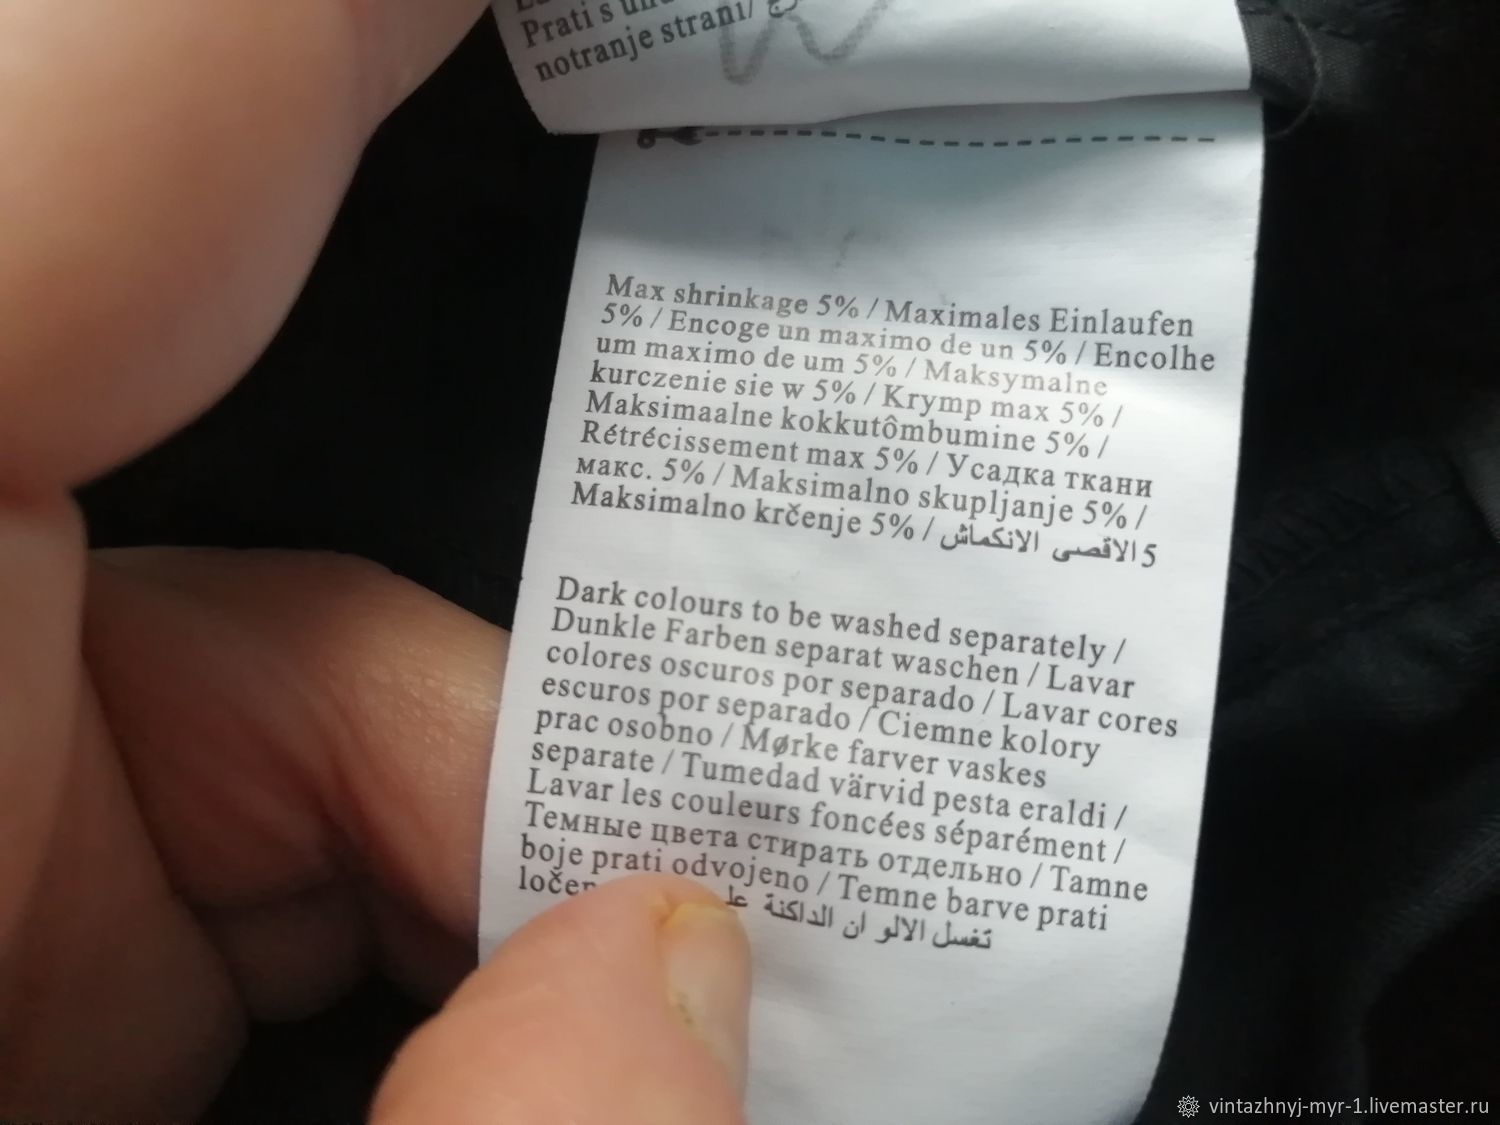 Prati s
notranje strani/
Max shrinkage 5% / Maximales Einlaufen
5% / Encoge un maximo de un 5% / Encolhe
um maximo de um 5% / Maksymalne
kurczenie sie w 5% / Krymp max 5% /
Maksimaalne kokkutômbumine 5% /
Rétrécissement max 5% / Усадка ткани
макс. 5% / Maksimalno skupljanje 5% /
Maksimalno krčenje 5% / الاقصى الانكماش 5
Dark colours to be washed separately /
Dunkle Farben separat waschen / Lavar
colores oscuros por separado / Lavar cores
escuros por separado / Ciemne kolory
prac osobno / Mørke farver vaskes
separate / Tumedad värvid pesta eraldi /
Lavar les couleurs foncées séparément /
Темные цвета стирать отдельно / Tamne
boje prati odvojeno / Temne barve prati
تغسل الالو ان الداكنة
vintazhnyj-myr-1.livemaster.ru